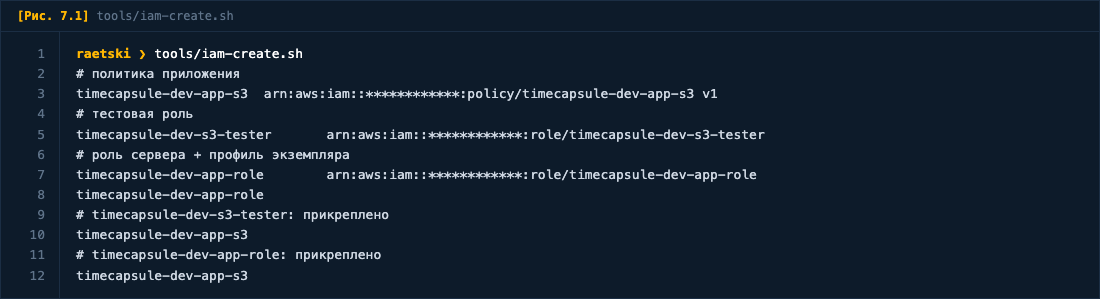 [Рис. 7.1] tools/iam-create.sh
1 raetski ❯ tools/iam-create.sh
2 # политика приложения
3 timecapsule-dev-app-s3 arn:aws:iam::************:policy/timecapsule-dev-app-s3 v1
4 # тестовая роль
5 timecapsule-dev-s3-tester arn:aws:iam::************:role/timecapsule-dev-s3-tester
6 # роль сервера + профиль экземпляра
7 timecapsule-dev-app-role arn:aws:iam::************:role/timecapsule-dev-app-role
8 timecapsule-dev-app-role
9 # timecapsule-dev-s3-tester: прикреплено
10 timecapsule-dev-app-s3
11 # timecapsule-dev-app-role: прикреплено
12 timecapsule-dev-app-s3